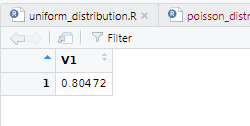 uniform_distribution.R poisson_distr
Filter
V1
1 0.80472